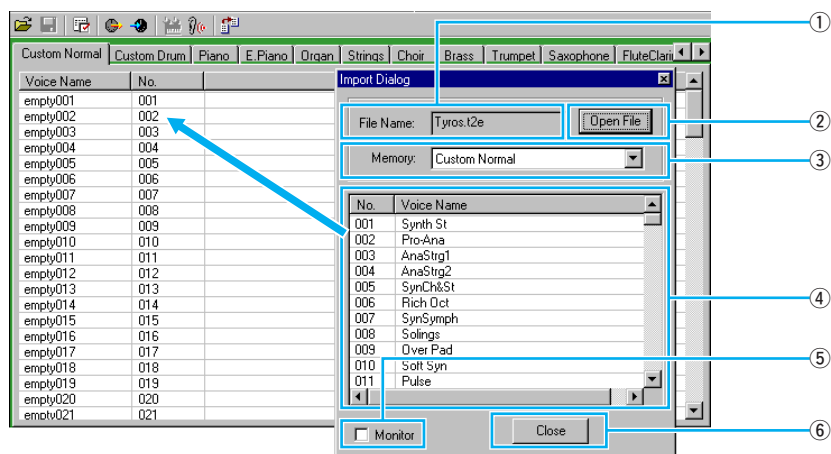 Custom Normal Custom Drum Piano E.Piano Organ Strings Choir Brass Trumpet Saxophone FluteClari
Voice Name No.
empty001 001
empty002 002
empty003 003
empty004 004
empty005 005
empty006 006
empty007 007
empty008 008
empty009 009
empty010 010
empty011 011
empty012 012
empty013 013
empty014 014
empty015 015
empty016 016
empty017 017
empty018 018
empty019 019
empty020 020
empty021 021
Import Dialog
File Name: Tyros.t2e Open File
Memory: Custom Normal
No. Voice Name
001 Synth St
002 Pro-Ana
003 AnaStrg1
004 AnaStrg2
005 SynCh&St
006 Rich Oct
007 SynSymph
008 Solings
009 Over Pad
010 Soft Syn
011 Pulse
Monitor Close
①
②
③
④
⑤
⑥